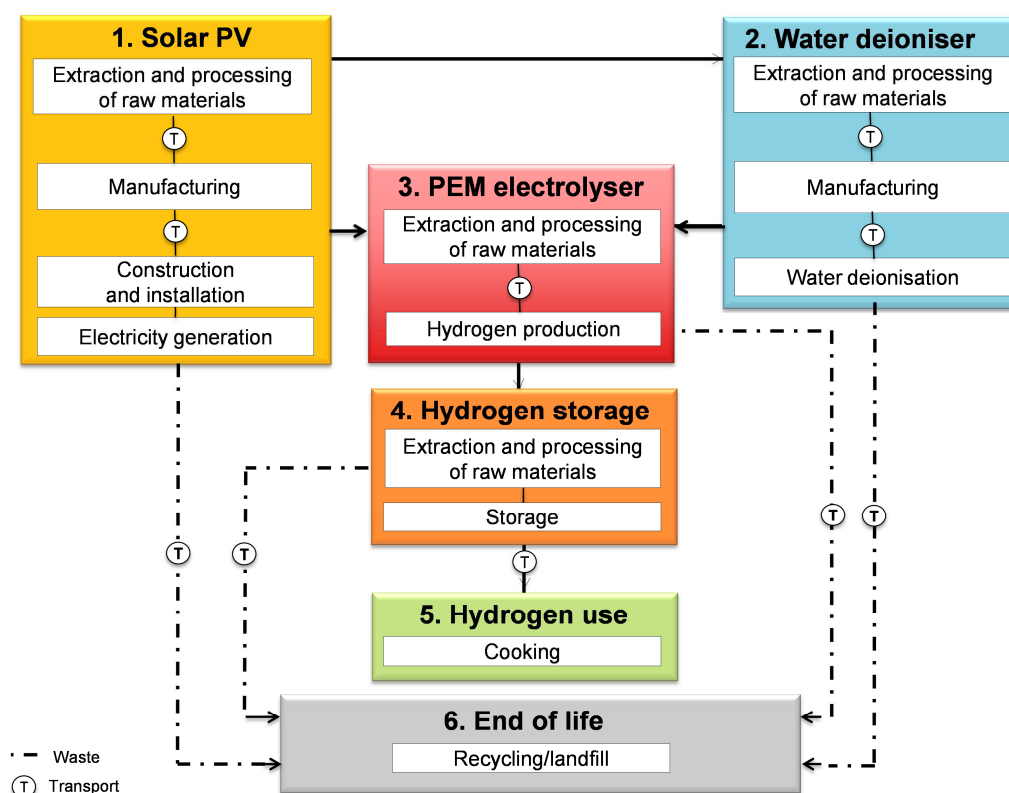 1. Solar PV
Extraction and processing
of raw materials
T
Manufacturing
T
Construction
and installation
Electricity generation
2. Water deioniser
Extraction and processing
of raw materials
T
Manufacturing
T
Water deionisation
3. PEM electrolyser
Extraction and processing
of raw materials
T
Hydrogen production
4. Hydrogen storage
Extraction and processing
of raw materials
Storage
T
T
T
T
T
5. Hydrogen use
Cooking
6. End of life
Recycling/landfill
Waste
T Transport